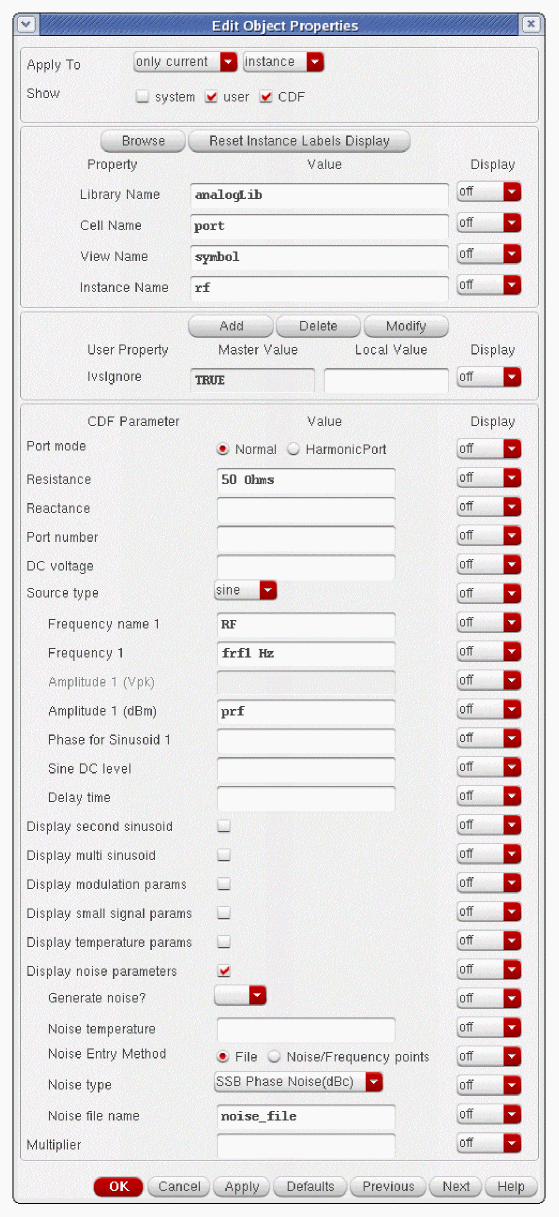 Edit Object Properties
Apply To only current instance
Show system user CDF
Browse Reset Instance Labels Display
Property Value Display
Library Name analogLib off
Cell Name port off
View Name symbol off
Instance Name rf off
Add Delete Modify
User Property Master Value Local Value Display
lvsIgnore TRUE off
CDF Parameter Value Display
Port mode Normal HarmonicPort off
Resistance 50 Ohms off
Reactance off
Port number off
DC voltage off
Source type sine off
Frequency name 1 RF off
Frequency 1 frf1 Hz off
Amplitude 1 (Vpk) off
Amplitude 1 (dBm) prf off
Phase for Sinusoid 1 off
Sine DC level off
Delay time off
Display second sinusoid off
Display multi sinusoid off
Display modulation params off
Display small signal params off
Display temperature params off
Display noise parameters off
Generate noise? off
Noise temperature off
Noise Entry Method File Noise/Frequency points off
Noise type SSB Phase Noise(dBc) off
Noise file name noise_file off
Multiplier off
OK Cancel Apply Defaults Previous Next Help